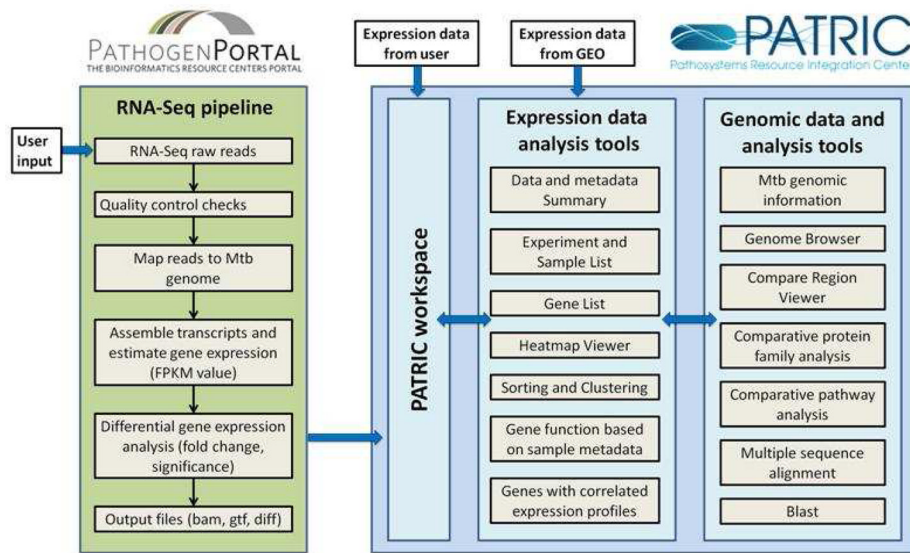 PATHOGENPORTAL
THE BIOINFORMATICS RESOURCE CENTERS PORTAL
Expression data
from user
Expression data
from GEO
PATRIC
Pathosystems Resource Integration Cente
User
input
RNA-Seq pipeline
RNA-Seq raw reads
Quality control checks
Map reads to Mtb
genome
Assemble transcripts and
estimate gene expression
(FPKM value)
Differential gene expression
analysis (fold change,
significance)
Output files (bam, gtf, diff)
PATRIC workspace
Expression data
analysis tools
Data and metadata
Summary
Experiment and
Sample List
Gene List
Heatmap Viewer
Sorting and Clustering
Gene function based
on sample metadata
Genes with correlated
expression profiles
Genomic data and
analysis tools
Mtb genomic
information
Genome Browser
Compare Region
Viewer
Comparative protein
family analysis
Comparative pathway
analysis
Multiple sequence
alignment
Blast